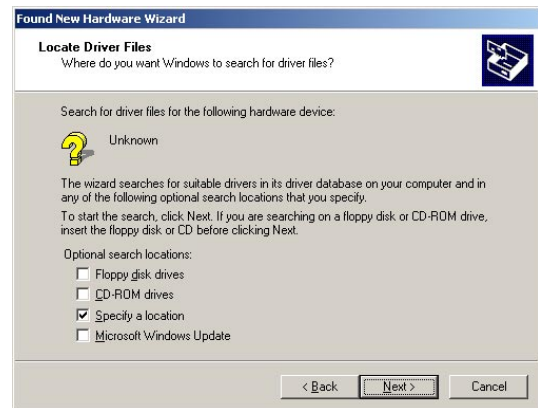 Found New Hardware Wizard
Locate Driver Files
Where do you want Windows to search for driver files?
Search for driver files for the following hardware device:
Unknown
The wizard searches for suitable drivers in its driver database on your computer and in
any of the following optional search locations that you specify.
To start the search, click Next. If you are searching on a floppy disk or CD-ROM drive,
insert the floppy disk or CD before clicking Next.
Optional search locations:
Floppy disk drives
CD-ROM drives
Specify a location
Microsoft Windows Update
< Back Next > Cancel